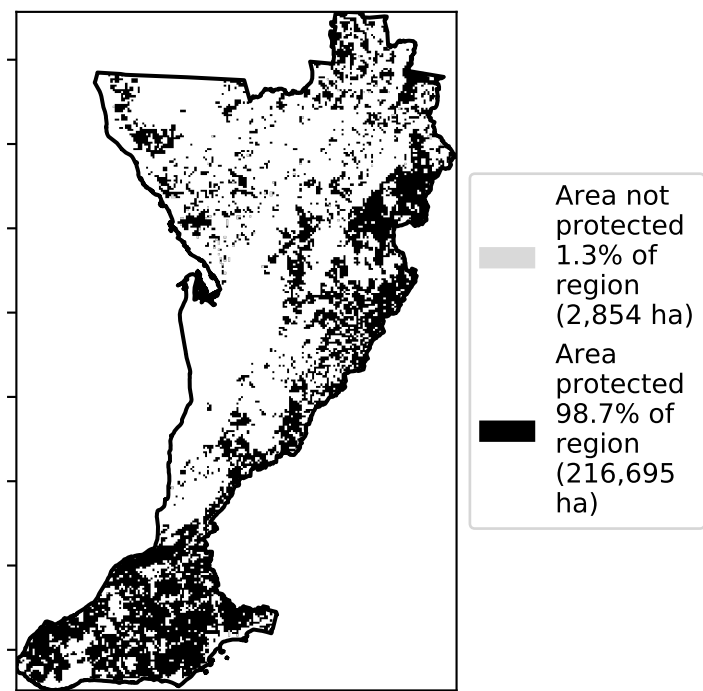 Area not
protected
1.3% of
region
(2,854 ha)
Area
protected
98.7% of
region
(216,695
ha)